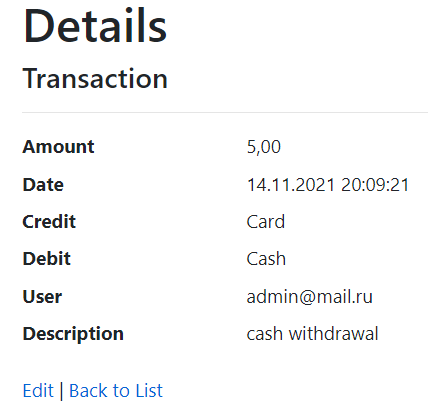 Details
Transaction
Amount 5,00
Date 14.11.2021 20:09:21
Credit Card
Debit Cash
User admin@mail.ru
Description cash withdrawal
Edit | Back to List